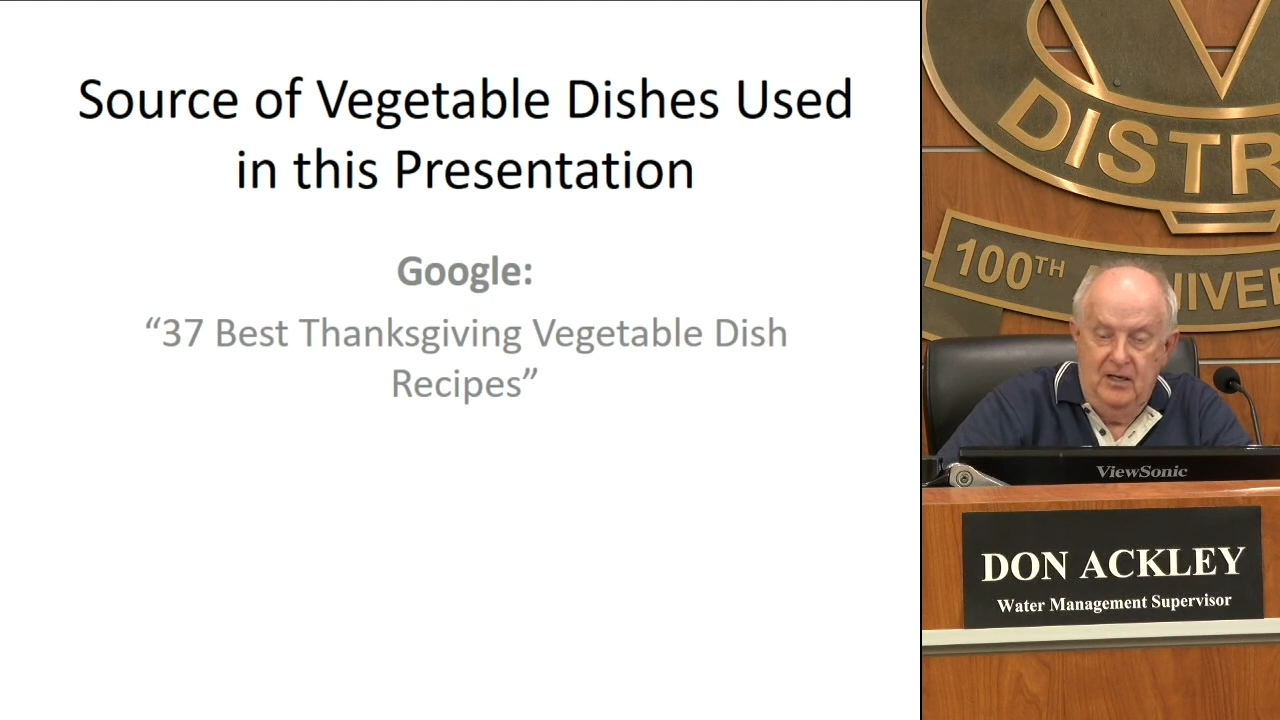 Source of Vegetable Dishes Used
in this Presentation
Google:
“37 Best Thanksgiving Vegetable Dish
Recipes”
DISTR
100TH
NIVE
ViewSonic
DON ACKLEY
Water Management Supervisor